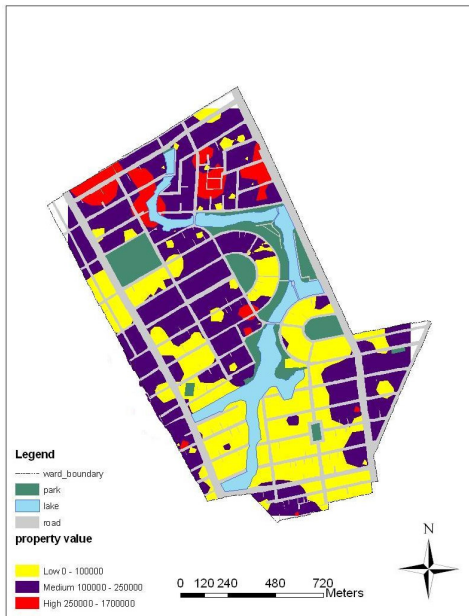 Legend
ward_boundary
park
lake
road
property value
Low 0 - 100000
Medium 100000 - 250000
High 250000 - 1700000
N
0 120 240 480 720
Meters